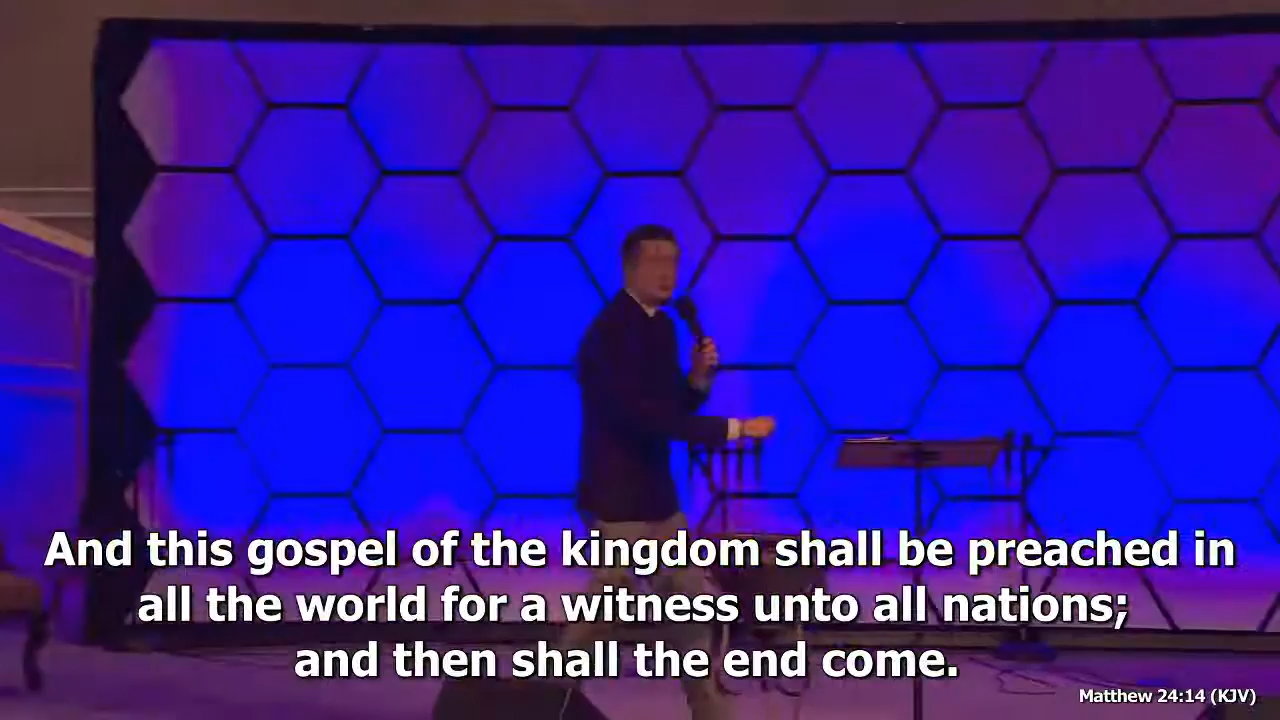 And this gospel of the kingdom shall be preached in
all the world for a witness unto all nations;
and then shall the end come.
Matthew 24:14 (KJV)